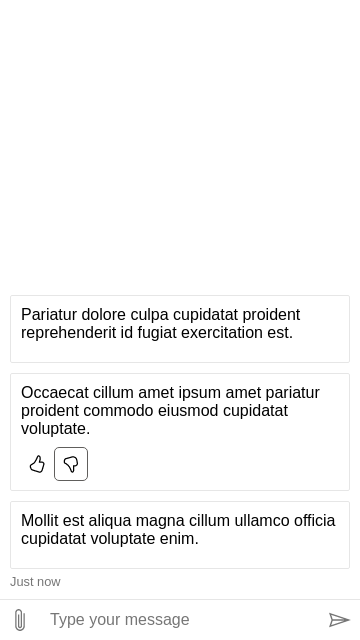 Pariatur dolore culpa cupidatat proident
reprehenderit id fugiat exercitation est.
Occaecat cillum amet ipsum amet pariatur
proident commodo eiusmod cupidatat
voluptate.
Mollit est aliqua magna cillum ullamco officia
cupidatat voluptate enim.
Just now
Type your message